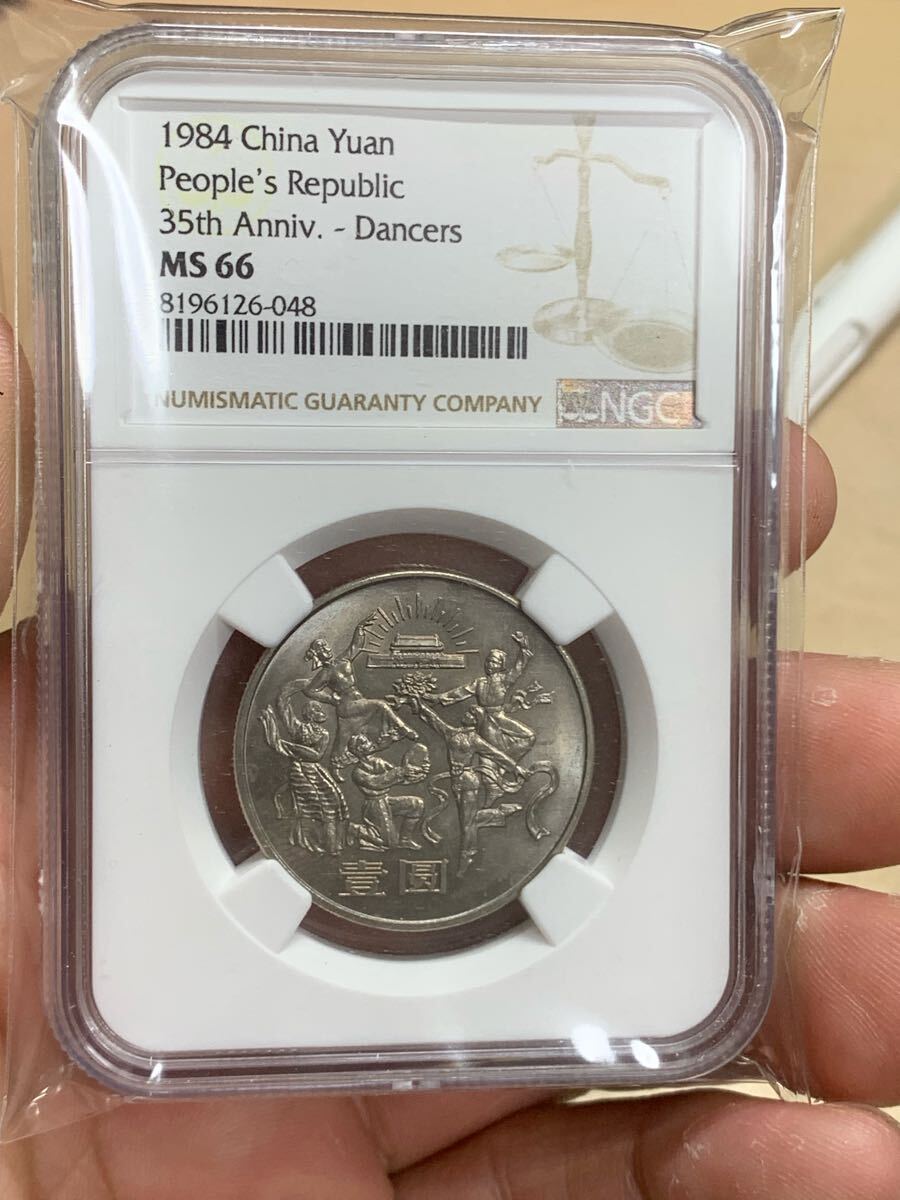 1984 China Yuan
People's Republic
35th Anniv. - Dancers
MS 66
8196126-048
NUMISMATIC GUARANTY COMPANY
NGC
壹圆